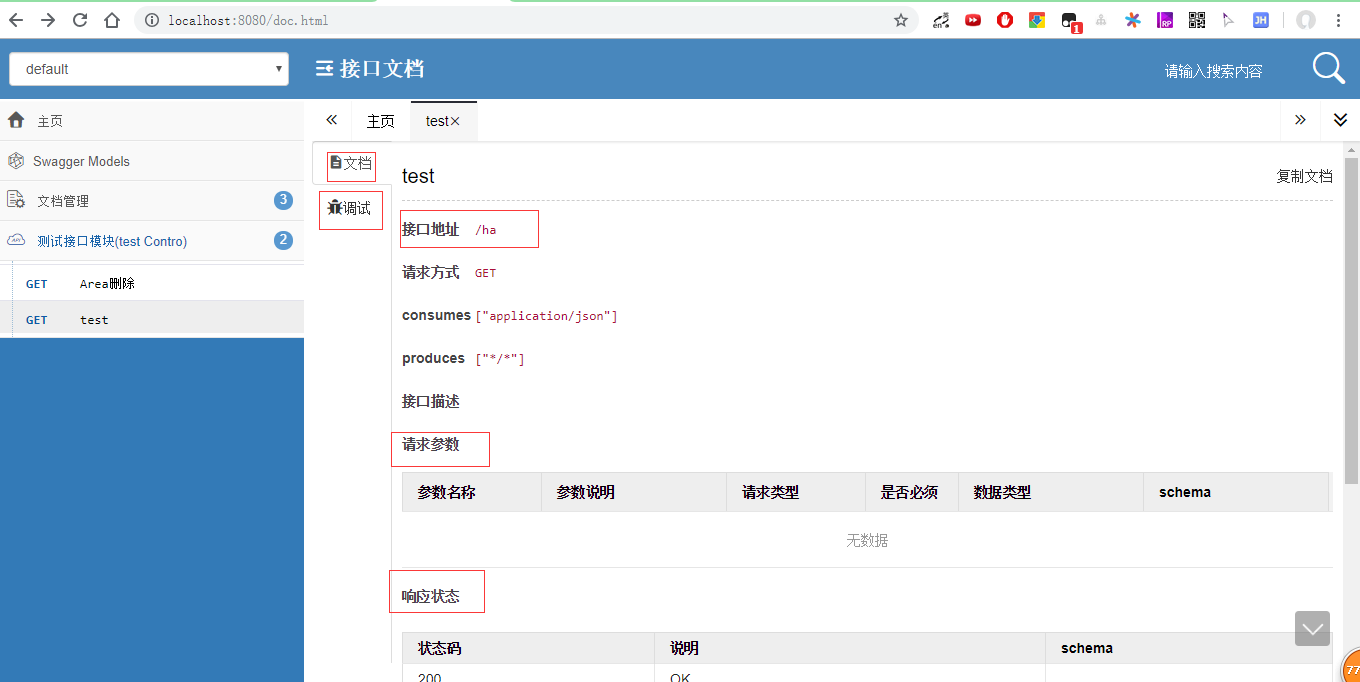 localhost:8080/doc.html
en
1
RP
JH
default
接口文档
请输入搜索内容
主页
Swagger Models
文档管理 3
测试接口模块(test Contro) 2
GET Area删除
GET test
主页 test×
文档
调试
test 复制文档
接口地址 /ha
请求方式 GET
consumes ["application/json"]
produces ["*/*"]
接口描述
请求参数
参数名称 参数说明 请求类型 是否必须 数据类型 schema
无数据
响应状态
状态码 说明 schema
200 OK
77